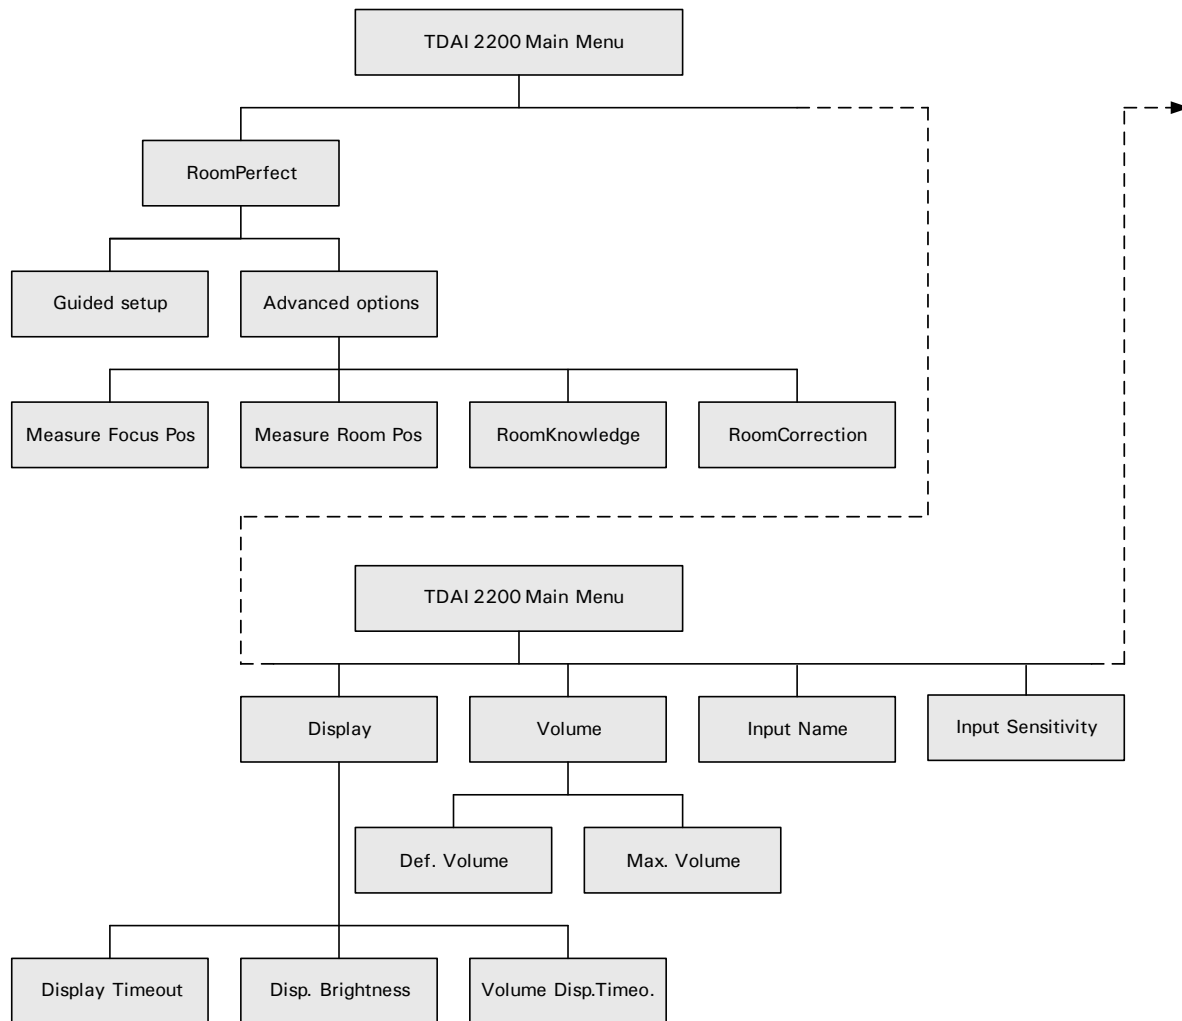 TDAI 2200 Main Menu
RoomPerfect
Guided setup
Advanced options
Measure Focus Pos
Measure Room Pos
RoomKnowledge
RoomCorrection
TDAI 2200 Main Menu
Display
Volume
Input Name
Input Sensitivity
Def. Volume
Max. Volume
Display Timeout
Disp. Brightness
Volume Disp.Timeo.